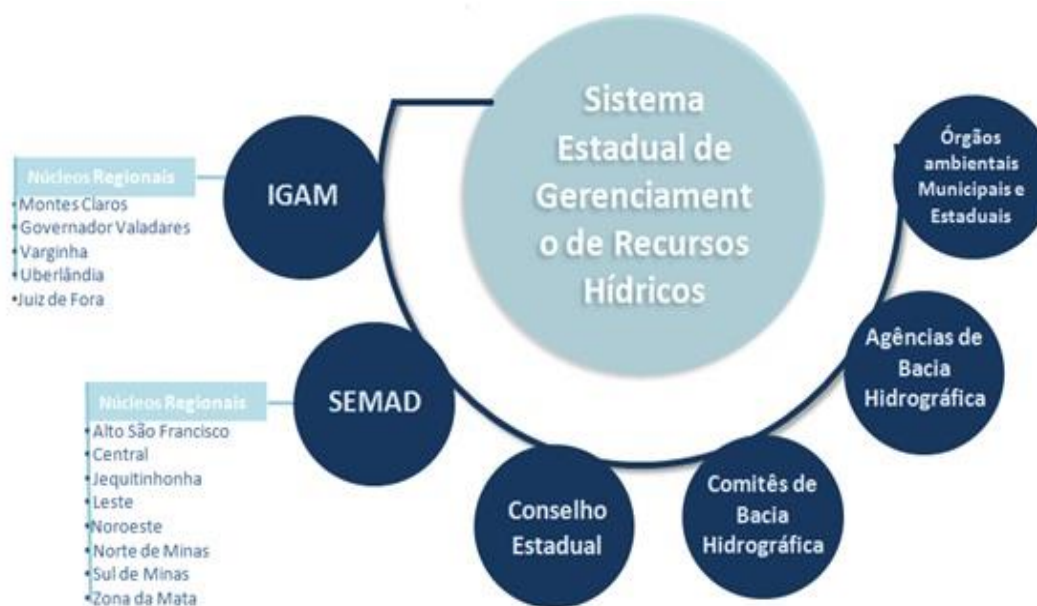 Sistema
Estadual de
Gerenciament
o de Recursos
Hídricos
IGAM
Núcleos Regionais
•Montes Claros
•Governador Valadares
•Varginha
•Uberlândia
•Juiz de Fora
SEMAD
Núcleos Regionais
•Alto São Francisco
•Central
•Jequitinhonha
•Leste
•Noroeste
•Norte de Minas
•Sul de Minas
•Zona da Mata
Conselho
Estadual
Comitês de
Bacia
Hidrográfica
Agências de
Bacia
Hidrográfica
Órgãos
ambientais
Municipais e
Estaduais